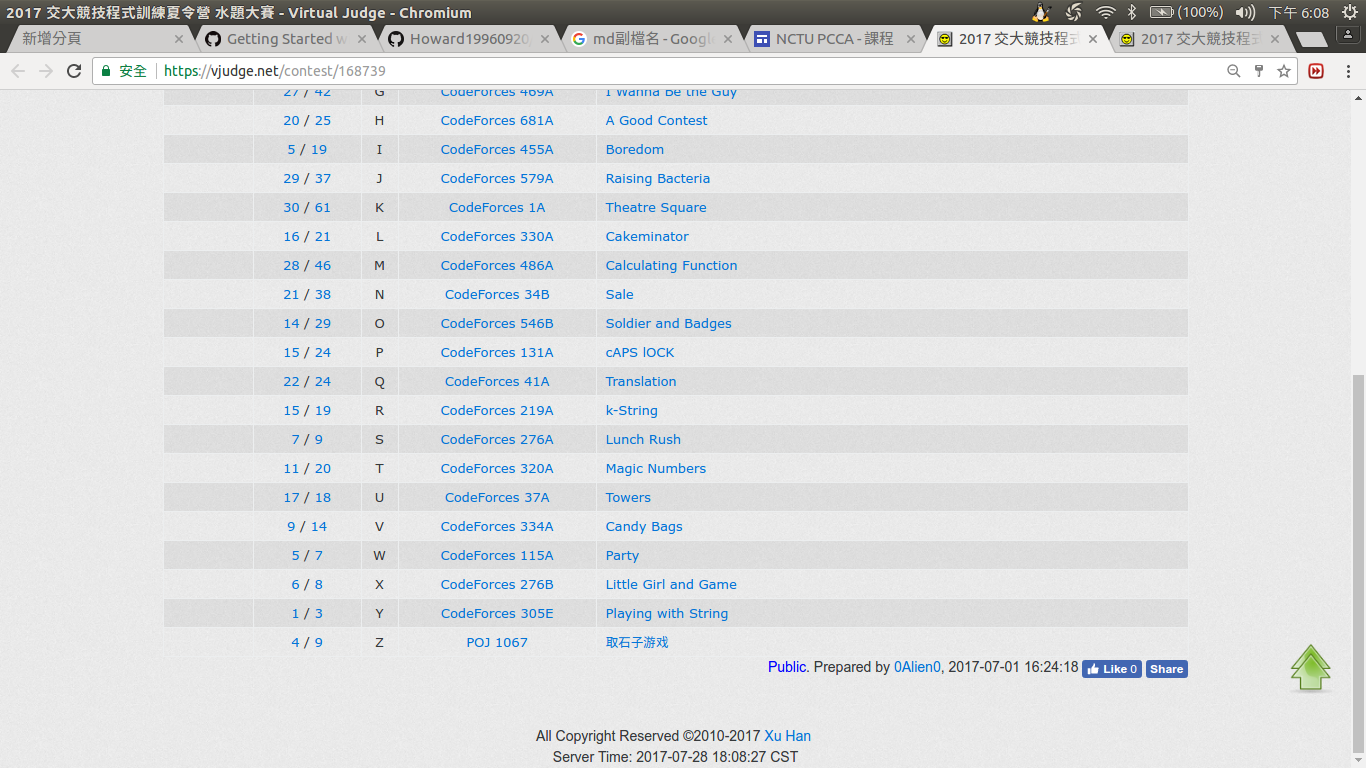 2017 交大競技程式訓練夏令營 水題大賽 - Virtual Judge - Chromium (100%) 下午 6:08
新增分頁 Getting Started w Howard19960920 md副檔名 - Google NCTU PCCA - 課程 2017 交大競技程式 2017 交大競技程式
安全 https://vjudge.net/contest/168739
27 / 42 G CodeForces 469A I Wanna Be the Guy
20 / 25 H CodeForces 681A A Good Contest
5 / 19 I CodeForces 455A Boredom
29 / 37 J CodeForces 579A Raising Bacteria
30 / 61 K CodeForces 1A Theatre Square
16 / 21 L CodeForces 330A Cakeminator
28 / 46 M CodeForces 486A Calculating Function
21 / 38 N CodeForces 34B Sale
14 / 29 O CodeForces 546B Soldier and Badges
15 / 24 P CodeForces 131A cAPS lOCK
22 / 24 Q CodeForces 41A Translation
15 / 19 R CodeForces 219A k-String
7 / 9 S CodeForces 276A Lunch Rush
11 / 20 T CodeForces 320A Magic Numbers
17 / 18 U CodeForces 37A Towers
9 / 14 V CodeForces 334A Candy Bags
5 / 7 W CodeForces 115A Party
6 / 8 X CodeForces 276B Little Girl and Game
1 / 3 Y CodeForces 305E Playing with String
4 / 9 Z POJ 1067 取石子游戏
Public. Prepared by 0Alien0, 2017-07-01 16:24:18 Like 0 Share
All Copyright Reserved ©2010-2017 Xu Han
Server Time: 2017-07-28 18:08:27 CST